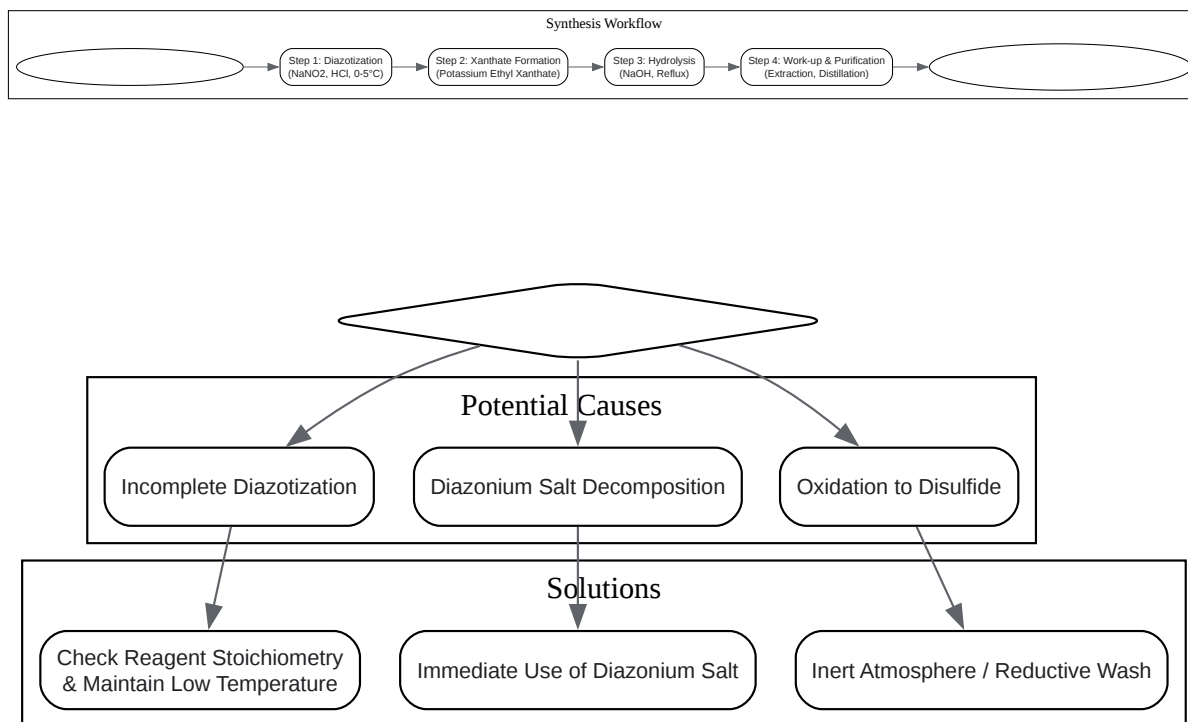 Synthesis Workflow
Step 1: Diazotization
(NaNO2, HCl, 0-5°C)
Step 2: Xanthate Formation
(Potassium Ethyl Xanthate)
Step 3: Hydrolysis
(NaOH, Reflux)
Step 4: Work-up & Purification
(Extraction, Distillation)
Potential Causes
Incomplete Diazotization
Diazonium Salt Decomposition
Oxidation to Disulfide
Solutions
Check Reagent Stoichiometry
& Maintain Low Temperature
Immediate Use of Diazonium Salt
Inert Atmosphere / Reductive Wash